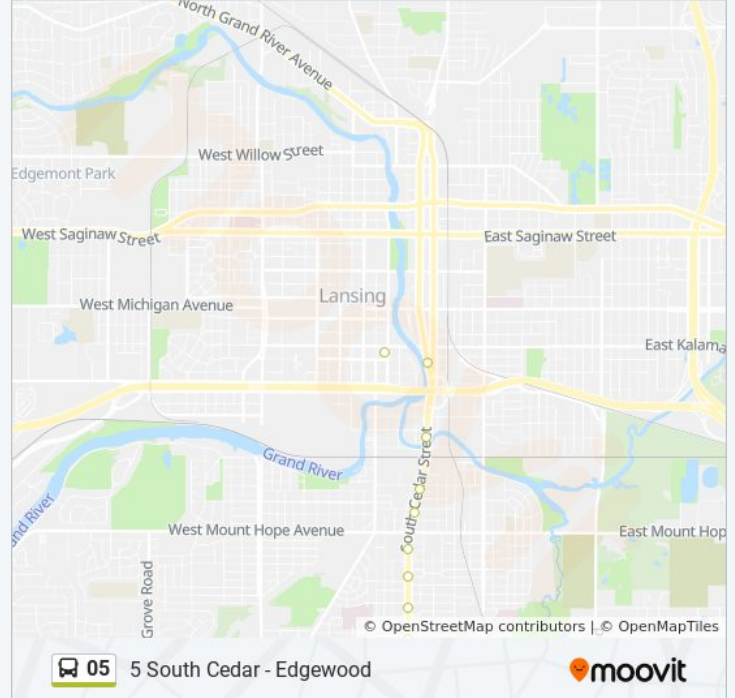 North Grand River Avenue
West Willow Street
Edgemont Park
West Saginaw Street
East Saginaw Street
Lansing
West Michigan Avenue
East Kalama
South Cedar Street
Grand River
nd River
West Mount Hope Avenue
East Mount Hop
Grove Road
© OpenStreetMap contributors | © OpenMapTiles
05 5 South Cedar - Edgewood
moovit